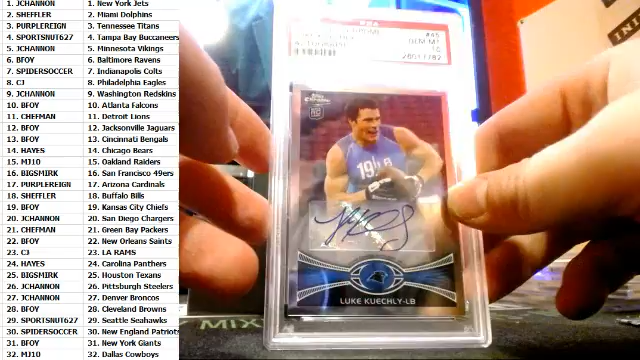 1. JCHANNON 1. New York Jets
2. SHEFFLER 2. Miami Dolphins
3. PURPLEREIGN 3. Tennessee Titans
4. SPORTSNUT627 4. Tampa Bay Buccaneers
5. JCHANNON 5. Minnesota Vikings
6. BFOY 6. Baltimore Ravens
7. SPIDERSOCCER 7. Indianapolis Colts
8. CJ 8. Philadelphia Eagles
9. JCHANNON 9. Washington Redskins
10. BFOY 10. Atlanta Falcons
11. CHEFMAN 11. Detroit Lions
12. BFOY 12. Jacksonville Jaguars
13. BFOY 13. Cincinnati Bengals
14. HAYES 14. Chicago Bears
15. MJ10 15. Oakland Raiders
16. BIGSMIRK 16. San Francisco 49ers
17. PURPLEREIGN 17. Arizona Cardinals
18. SHEFFLER 18. Buffalo Bills
19. BFOY 19. Kansas City Chiefs
20. JCHANNON 20. San Diego Chargers
21. CHEFMAN 21. Green Bay Packers
22. BFOY 22. New Orleans Saints
23. CJ 23. LA RAMS
24. HAYES 24. Carolina Panthers
25. BIGSMIRK 25. Houston Texans
26. JCHANNON 26. Pittsburgh Steelers
27. JCHANNON 27. Denver Broncos
28. BFOY 28. Cleveland Browns
29. SPORTSNUT627 29. Seattle Seahawks
30. SPIDERSOCCER 30. New England Patriots
31. BFOY 31. New York Giants
32. MJ10 32. Dallas Cowboys
#45
GEM MT
10
Topps
Chrome
RC
19 LB
LUKE KUECHLY-LB
MIX